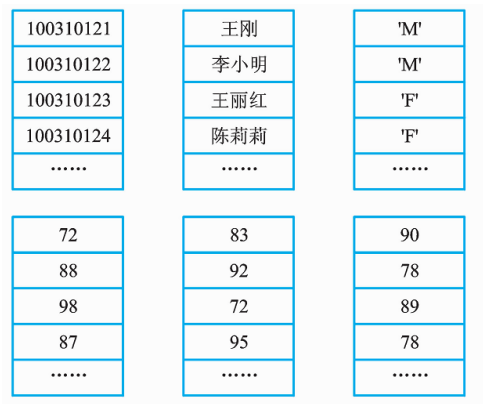 100310121 王刚 'M'
100310122 李小明 'M'
100310123 王丽红 'F'
100310124 陈莉莉 'F'
…… …… ……
72 83 90
88 92 78
98 72 89
87 95 78
…… …… ……